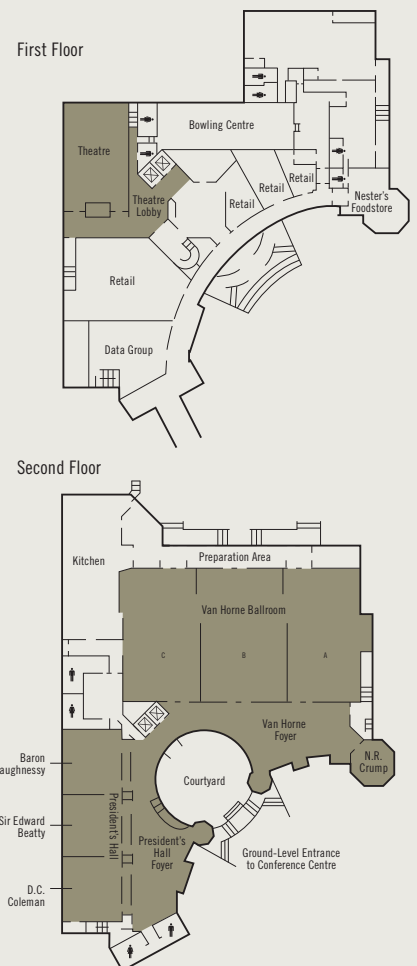 First Floor
Bowling Centre
Theatre
Theatre
Lobby
Retail
Retail
Retail
Nester's
Foodstore
Retail
Data Group
Second Floor
Kitchen
Preparation Area
Van Horne Ballroom
C
B
A
Van Horne
Foyer
N.R.
Crump
Courtyard
Baron
aughnessy
Sir Edward
Beatty
D.C.
Coleman
President's Hall
President's
Hall
Foyer
Ground-Level Entrance
to Conference Centre